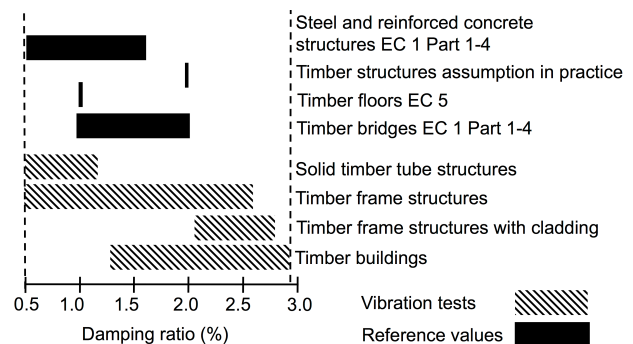 Steel and reinforced concrete
structures EC 1 Part 1-4
Timber structures assumption in practice
Timber floors EC 5
Timber bridges EC 1 Part 1-4
Solid timber tube structures
Timber frame structures
Timber frame structures with cladding
Timber buildings
0.5 1.0 1.5 2.0 2.5 3.0
Damping ratio (%)
Vibration tests
Reference values